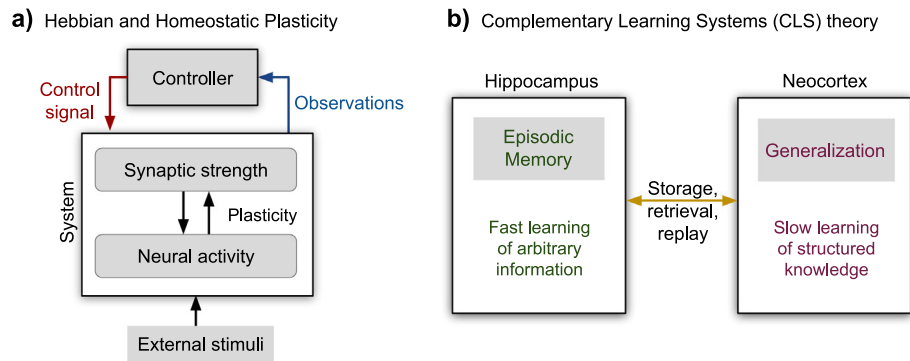 a) Hebbian and Homeostatic Plasticity
Controller
Control
signal
Observations
System
Synaptic strength
Plasticity
Neural activity
External stimuli
b) Complementary Learning Systems (CLS) theory
Hippocampus
Episodic
Memory
Fast learning
of arbitrary
information
Storage,
retrieval,
replay
Neocortex
Generalization
Slow learning
of structured
knowledge